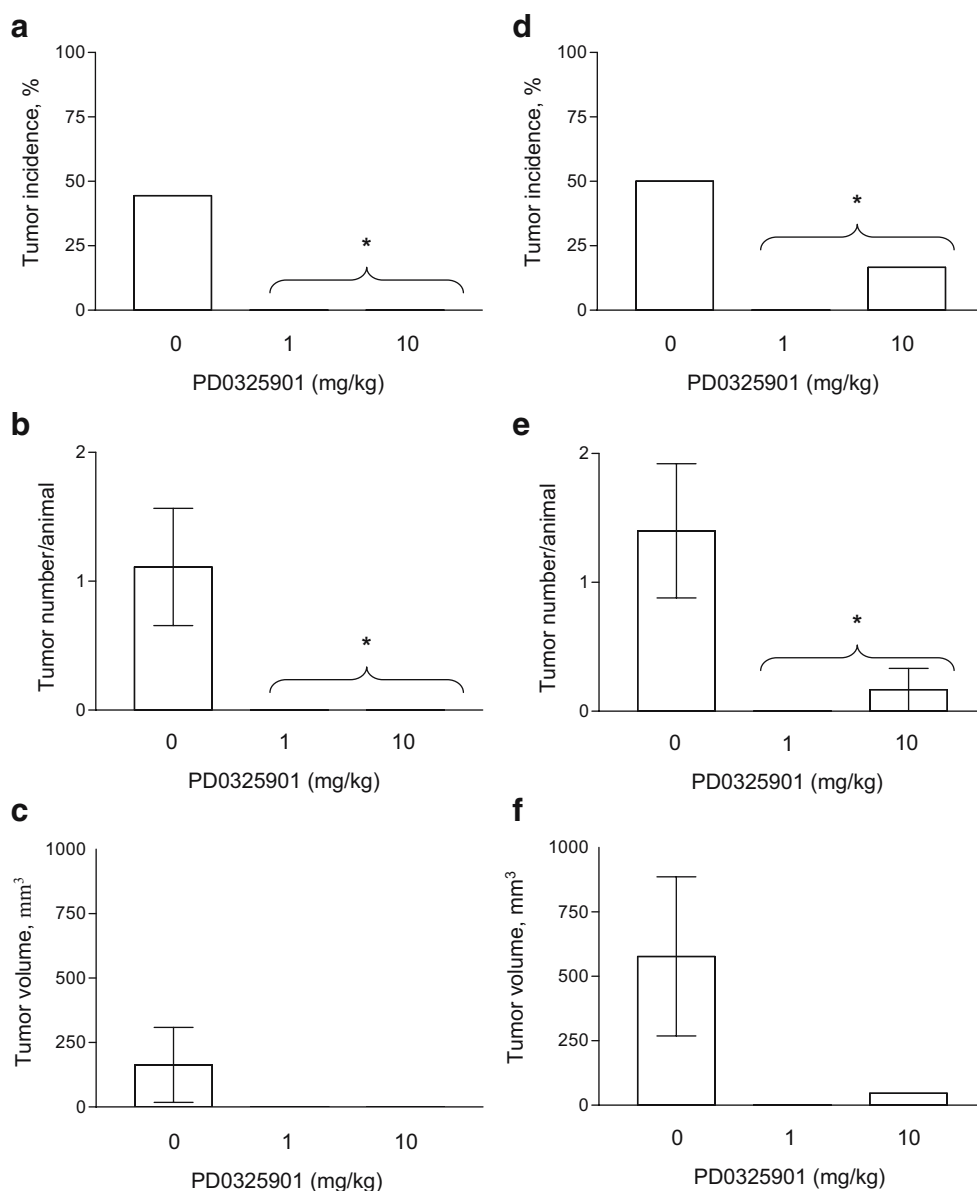 a
100
75
50
25
0
Tumor incidence, %
*
0 1 10
PD0325901 (mg/kg)
d
100
75
50
25
0
Tumor incidence, %
*
0 1 10
PD0325901 (mg/kg)
b
2
1
0
Tumor number/animal
*
0 1 10
PD0325901 (mg/kg)
e
2
1
0
Tumor number/animal
*
0 1 10
PD0325901 (mg/kg)
c
1000
750
500
250
0
Tumor volume, mm³
0 1 10
PD0325901 (mg/kg)
f
1000
750
500
250
0
Tumor volume, mm³
0 1 10
PD0325901 (mg/kg)